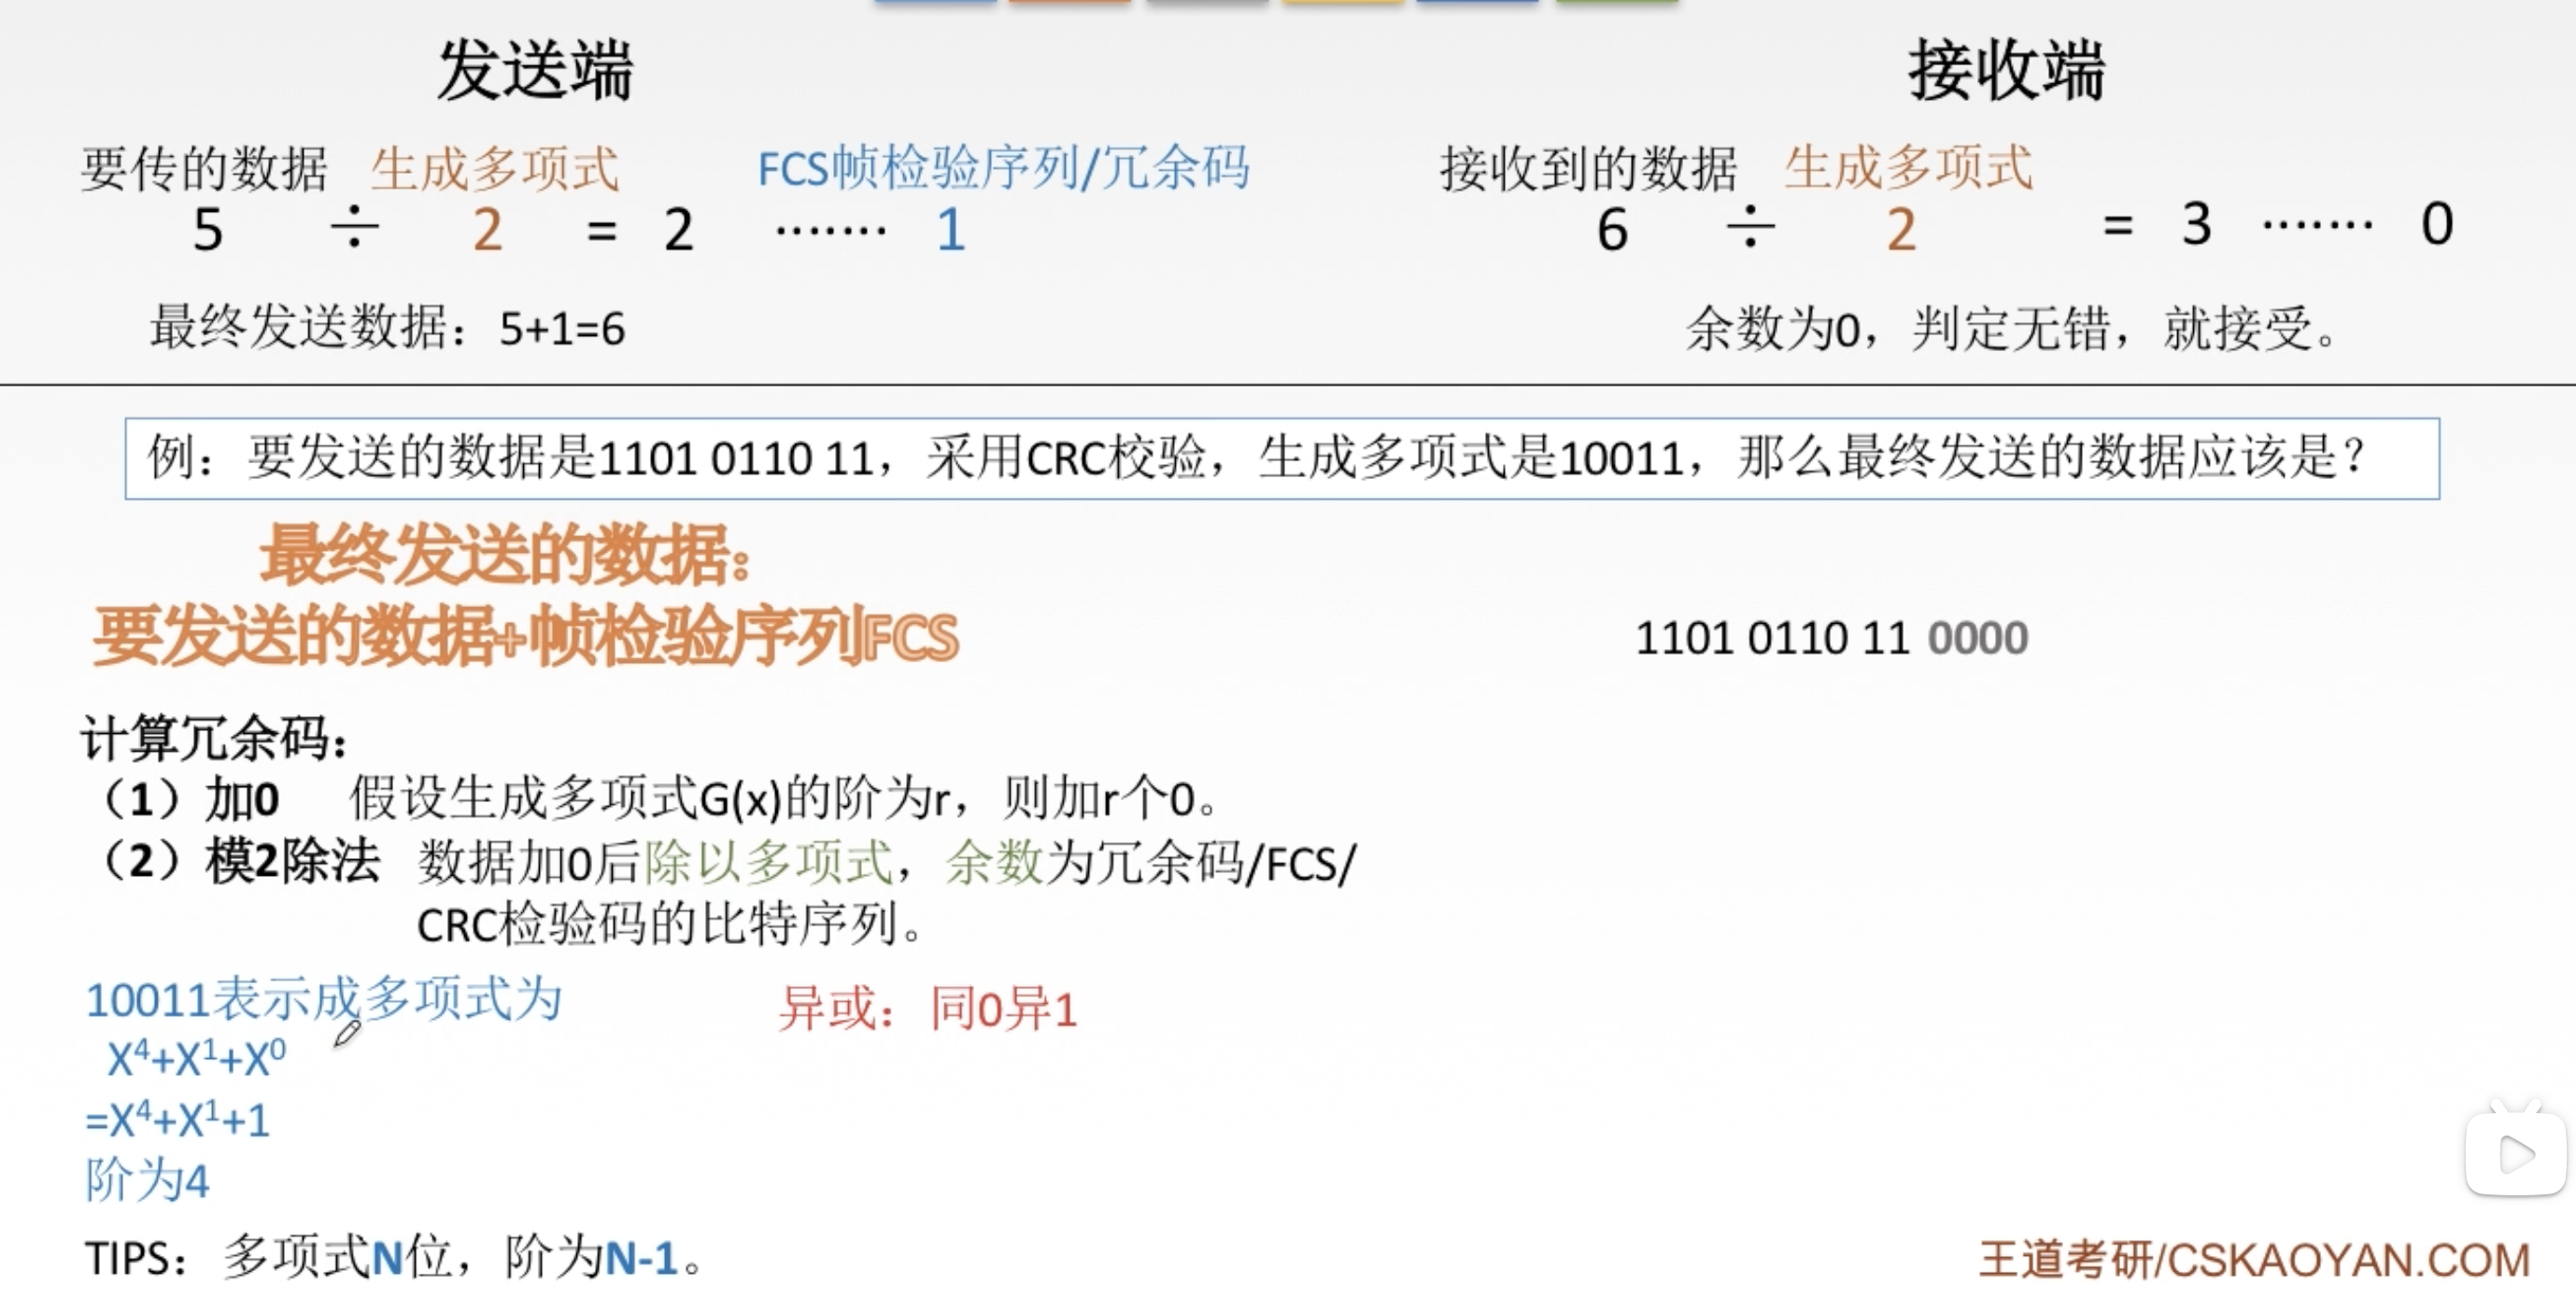 发送端
接收端
要传的数据 生成多项式 FCS帧检验序列/冗余码
接收到的数据 生成多项式
5 ÷ 2 = 2 ······· 1
6 ÷ 2 = 3 ······· 0
最终发送数据：5+1=6
余数为0，判定无错，就接受。
例：要发送的数据是1101 0110 11，采用CRC校验，生成多项式是10011，那么最终发送的数据应该是？
最终发送的数据：
要发送的数据+帧检验序列FCS
1101 0110 11 0000
计算冗余码：
（1）加0 假设生成多项式G(x)的阶为r，则加r个0。
（2）模2除法 数据加0后除以多项式，余数为冗余码/FCS/
CRC检验码的比特序列。
10011表示成多项式为
异或：同0异1
X⁴+X¹+X⁰
=X⁴+X¹+1
阶为4
TIPS：多项式N位，阶为N-1。
王道考研/CSKAOYAN.COM